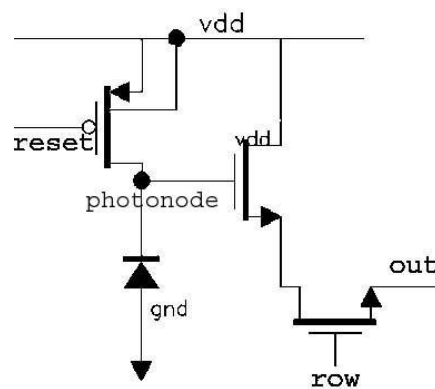 vdd
reset
vdd
photonode
gnd
out
row